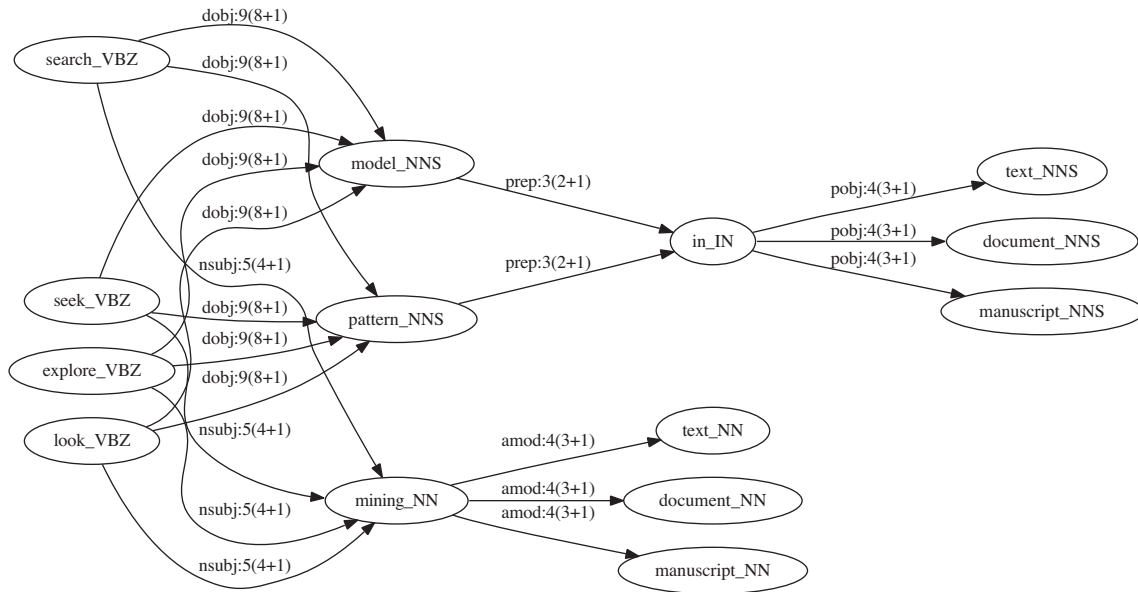 dobj:9(8+1)
search_VBZ
dobj:9(8+1)
dobj:9(8+1)
dobj:9(8+1)
model_NNS
text_NNS
prep:3(2+1)
pobj:4(3+1)
dobj:9(8+1)
in_IN
pobj:4(3+1)
document_NNS
pobj:4(3+1)
nsubj:5(4+1)
prep:3(2+1)
seek_VBZ
dobj:9(8+1)
pattern_NNS
manuscript_NNS
dobj:9(8+1)
explore_VBZ
dobj:9(8+1)
look_VBZ
nsubj:5(4+1)
amod:4(3+1)
text_NN
mining_NN
amod:4(3+1)
document_NN
nsubj:5(4+1)
amod:4(3+1)
nsubj:5(4+1)
manuscript_NN